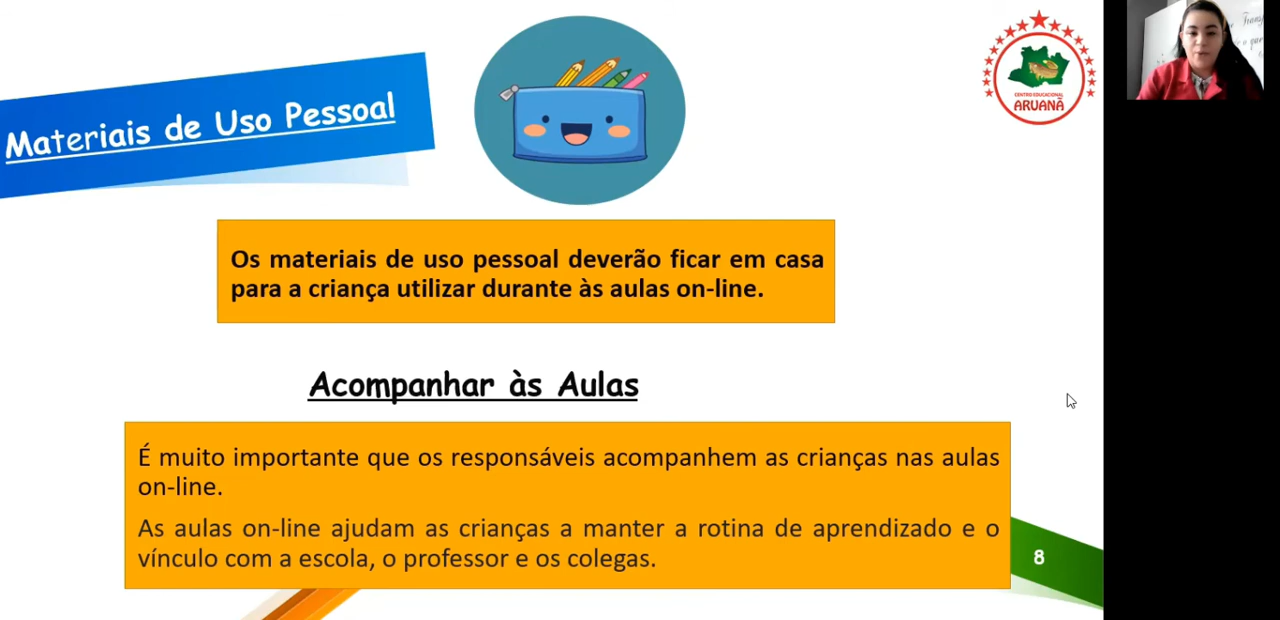 Materiais de Uso Pessoal
CENTRO EDUCACIONAL
ARUANÃ
Os materiais de uso pessoal deverão ficar em casa
para a criança utilizar durante às aulas on-line.
Acompanhar às Aulas
É muito importante que os responsáveis acompanhem as crianças nas aulas
on-line.
As aulas on-line ajudam as crianças a manter a rotina de aprendizado e o
vínculo com a escola, o professor e os colegas.
8